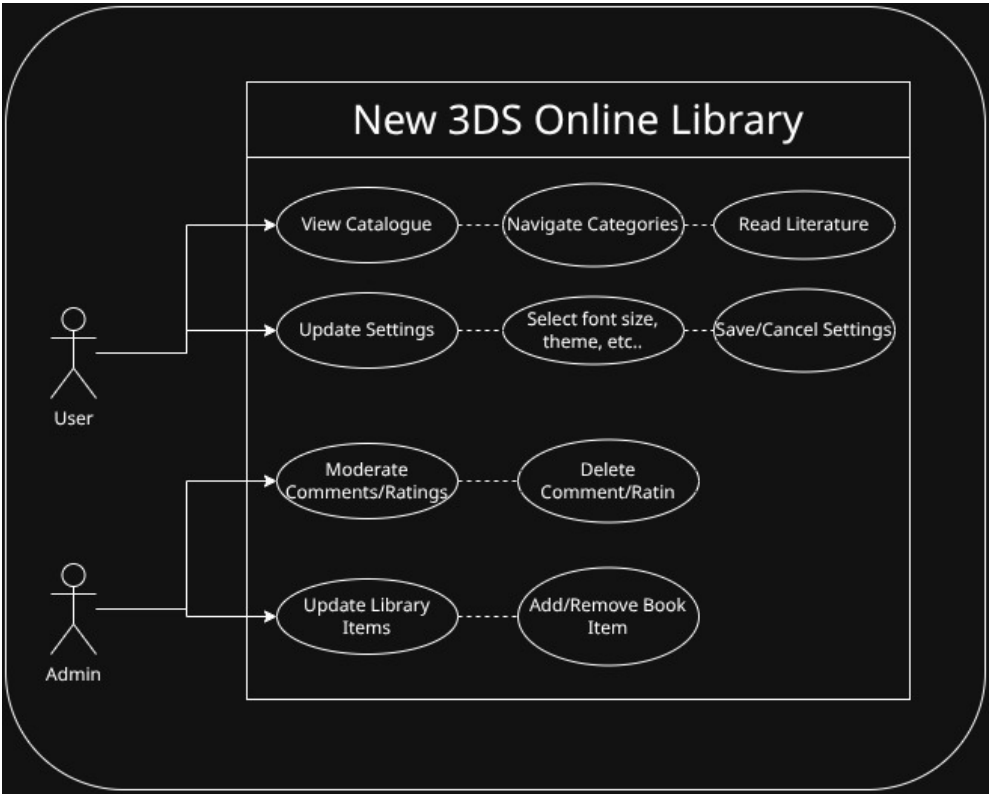 New 3DS Online Library
View Catalogue
Navigate Categories
Read Literature
Update Settings
Select font size,
theme, etc..
Save/Cancel Settings
User
Moderate
Comments/Ratings
Delete
Comment/Ratin
Update Library
Items
Add/Remove Book
Item
Admin